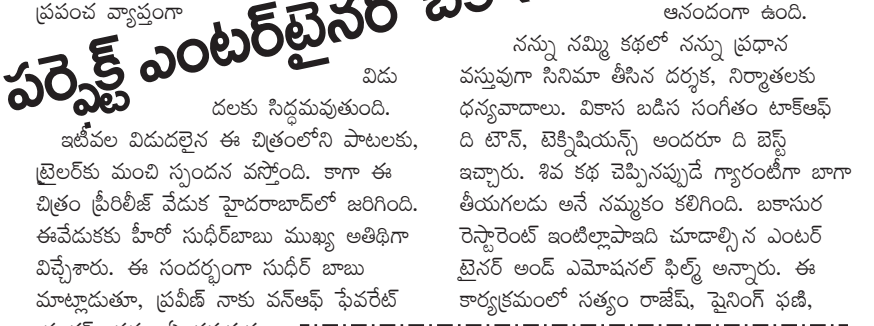 ప్రపంచ వ్యాప్తంగా
పర్ఫెక్ట్ ఎంటర్‌టైనర్
విడు
దలకు సిద్ధమవుతుంది.
ఇటీవల విడుదలైన ఈ చిత్రంలోని పాటలకు,
ట్రైలర్‌కు మంచి స్పందన వస్తోంది. కాగా ఈ
చిత్రం ప్రీరిలీజ్ వేడుక హైదరాబాద్‌లో జరిగింది.
ఈవేడుకకు హీరో సుధీర్‌బాబు ముఖ్య అతిథిగా
విచ్చేశారు. ఈ సందర్భంగా సుధీర్ బాబు
మాట్లాడుతూ, ప్రవీణ్ నాకు వన్ఆఫ్ ఫేవరేట్
ఆనందంగా ఉంది.
నన్ను నమ్మి కథలో నన్ను ప్రధాన
వస్తువుగా సినిమా తీసిన దర్శక, నిర్మాతలకు
ధన్యవాదాలు. వికాస బడిస సంగీతం టాక్ఆఫ్
ది టౌన్, టెక్నీషియన్స్ అందరూ ది బెస్ట్
ఇచ్చారు. శివ కథ చెప్పినప్పుడే గ్యారంటీగా బాగా
తీయగలడు అనే నమ్మకం కలిగింది. బకాసుర
రెస్టారెంట్ ఇంటిల్లాపాఇది చూడాల్సిన ఎంటర్
టైనర్ అండ్ ఎమోషనల్ ఫిల్మ్ అన్నారు. ఈ
కార్యక్రమంలో సత్యం రాజేష్, షైనింగ్ ఫణి,